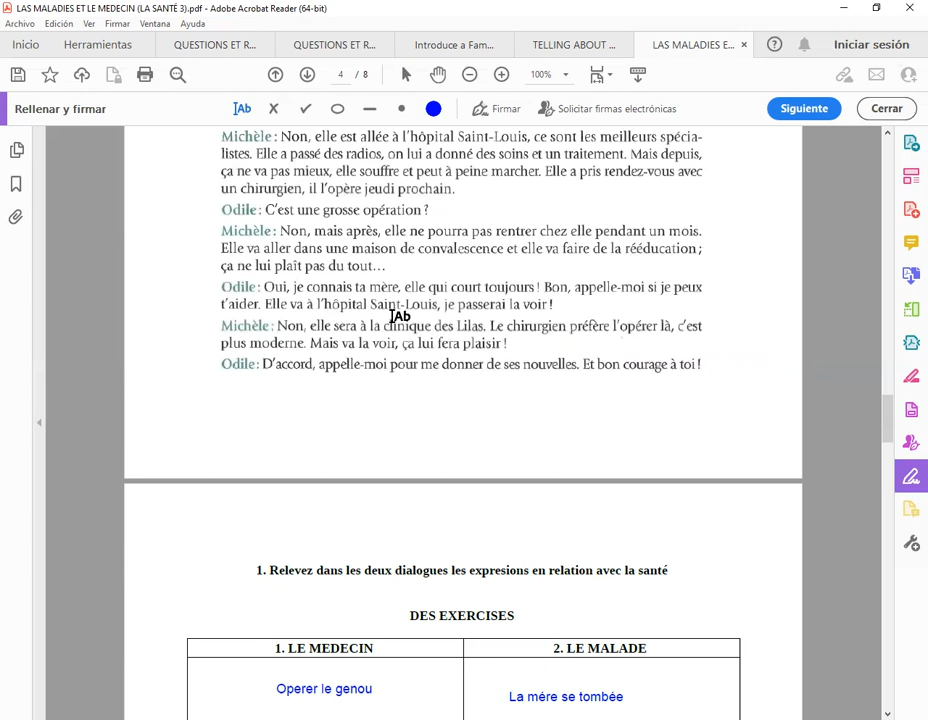 LAS MALADIES ET LE MEDECIN (LA SANTÉ 3).pdf - Adobe Acrobat Reader (64-bit)
Archivo Edición Ver Firmar Ventana Ayuda
Inicio Herramientas QUESTIONS ET R... QUESTIONS ET R... Introduce a Fam... TELLING ABOUT ... LAS MALADIES E... × Iniciar sesión
4 / 8 100%
Rellenar y firmar Ab Firmar Solicitar firmas electrónicas Siguiente Cerrar
Michèle : Non, elle est allée à l'hôpital Saint-Louis, ce sont les meilleurs spécia-
listes. Elle a passé des radios, on lui a donné des soins et un traitement. Mais depuis,
ça ne va pas mieux, elle souffre et peut à peine marcher. Elle a pris rendez-vous avec
un chirurgien, il l'opère jeudi prochain.
Odile : C'est une grosse opération ?
Michèle : Non, mais après, elle ne pourra pas rentrer chez elle pendant un mois.
Elle va aller dans une maison de convalescence et elle va faire de la rééducation ;
ça ne lui plaît pas du tout...
Odile : Oui, je connais ta mère, elle qui court toujours ! Bon, appelle-moi si je peux
t'aider. Elle va à l'hôpital Saint-Louis, je passerai la voir !
Ab
Michèle : Non, elle sera à la clinique des Lilas. Le chirurgien préfère l'opérer là, c'est
plus moderne. Mais va la voir, ça lui fera plaisir !
Odile : D'accord, appelle-moi pour me donner de ses nouvelles. Et bon courage à toi !
1. Relevez dans les deux dialogues les expresions en relation avec la santé
DES EXERCISES
1. LE MEDECIN 2. LE MALADE
Operer le genou
La mére se tombée